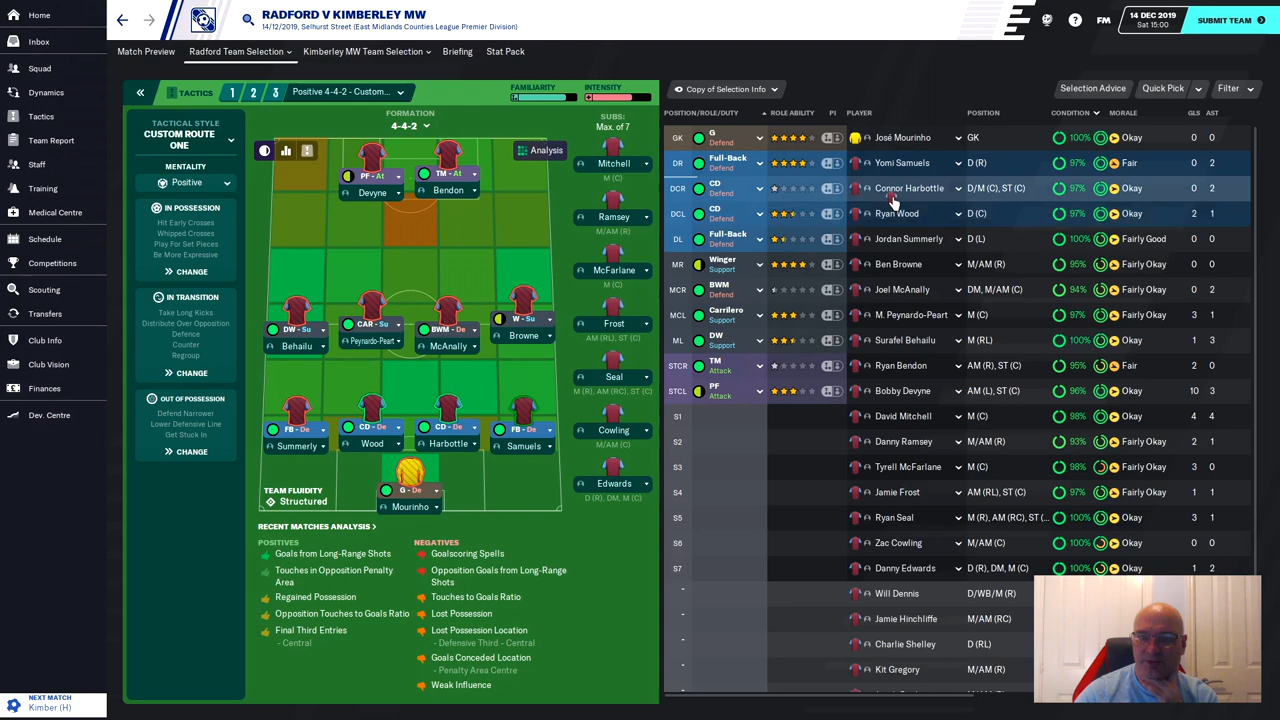 Inbox
Squad
Dynamics
Tactics
Team Report
Staff
Training
Medical Centre
Schedule
Competitions
Scouting
Transfers
Club Info
Club Vision
Finances
Dev. Centre
NEXT MATCH
Kimber (H)
RADFORD V KIMBERLEY MW
14/12/2019, Selhurst Street (East Midlands Counties League Premier Division)
FM
14 DEC 2019
SUBMIT TEAM
Match Preview
Radford Team Selection
Kimberley MW Team Selection
Briefing
Stat Pack
TACTICS
1 2 3
Positive 4-4-2 - Custom...
FAMILIARITY
INTENSITY
TACTICAL STYLE
CUSTOM ROUTE
ONE
MENTALITY
Positive
IN POSSESSION
Hit Early Crosses
Whipped Crosses
Play For Set Pieces
Be More Expressive
CHANGE
IN TRANSITION
Take Long Kicks
Distribute Over Opposition
Defence
Counter
Regroup
CHANGE
OUT OF POSSESSION
Defend Narrower
Lower Defensive Line
Get Stuck In
CHANGE
FORMATION
4-4-2
Analysis
PF - At
Devyne
TM - At
Bendon
DW - Su
Behailu
CAR - Su
Peynardo-Peart
BWM - De
McAnally
W - Su
Browne
FB - De
Summerly
CD - De
Wood
CD - De
Harbottle
FB - De
Samuels
G - De
Mourinho
TEAM FLUIDITY
Structured
SUBS:
Max. of 7
Mitchell
M (C)
Ramsey
M/AM (R)
McFarlane
M (C)
Frost
AM (RL), ST (C)
Seal
M (R), AM (RC), ST (C)
Cowling
M/AM (C)
Edwards
D (R), DM, M (C)
RECENT MATCHES ANALYSIS
POSITIVES
Goals from Long-Range Shots
Touches in Opposition Penalty
Area
Regained Possession
Opposition Touches to Goals Ratio
Final Third Entries
- Central
NEGATIVES
Goalscoring Spells
Opposition Goals from Long-Range
Shots
Touches to Goals Ratio
Lost Possession
Lost Possession Location
- Defensive Third - Central
Goals Conceded Location
- Penalty Area Centre
Weak Influence
Copy of Selection Info
Selection Advice
Quick Pick
Filter
POSITION/ROLE/DUTY ROLE ABILITY PI PLAYER POSITION CONDITION MORALE GLS AST
GK G Defend José Mourinho GK 100% Okay 0 0
DR Full-Back Defend Yomi Samuels D (R) 97% Fair 0 2
DCR CD Defend Connor Harbottle D/M (C), ST (C) 97% Okay 0 2
DCL CD Defend Ryan Wood D (C) 97% Okay 2 1
DL Full-Back Defend Jordan Summerly D (L) 100% Fairly Good 0 0
MR Winger Support Ben Browne M/AM (R) 95% Fairly Okay 0 0
MCR BWM Defend Joel McAnally DM, M/AM (C) 94% Okay 0 2
MCL Carrilero Support M. Peynardo-Peart M (C) 97% Fairly Okay 3 1
ML DW Support Surafel Behailu M (RL) 96% Okay 1 3
STCR TM Attack Ryan Bendon AM (R), ST (C) 95% Fair 2 0
STCL PF Attack Bobby Devyne AM (L), ST (C) 96% Okay 10 3
S1 David Mitchell M (C) 98% Okay 4 4
S2 Danny Ramsey M/AM (R) 93% Fairly Okay 0 1
S3 Tyrell McFarlane M (C) 98% Fairly Okay 3 0
S4 Jamie Frost AM (RL), ST (C) 97% Fairly Okay 1 1
S5 Ryan Seal M (R), AM (RC), ST (... 100% Okay 3 1
S6 Zac Cowling M/AM (C) 100% Okay 0 0
S7 Danny Edwards D (R), DM, M (C) 100% Okay 1 2
- Will Dennis D/WB/M (R)
- Jamie Hinchliffe M/AM (RC)
- Charlie Shelley D (RL)
- Kit Gregory M/AM (R)